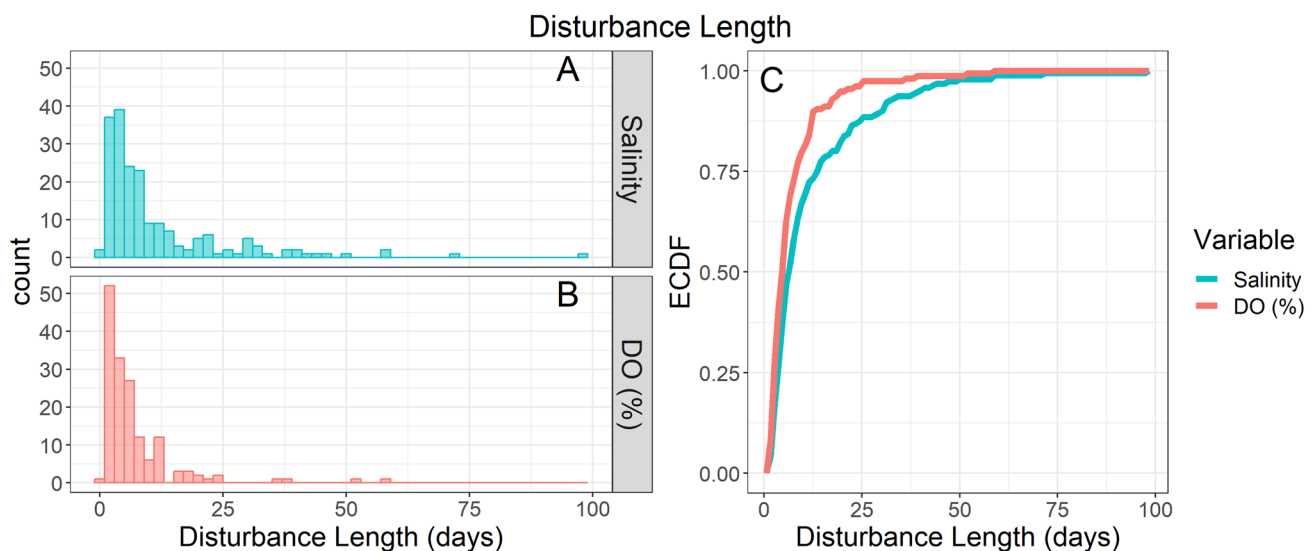 Disturbance Length
A
50
40
30
20
10
0
Salinity
B
50
40
30
20
10
0
DO (%)
count
0
25
50
75
100
Disturbance Length (days)
C
1.00
0.75
0.50
0.25
0.00
ECDF
0
25
50
75
100
Disturbance Length (days)
Variable
Salinity
DO (%)